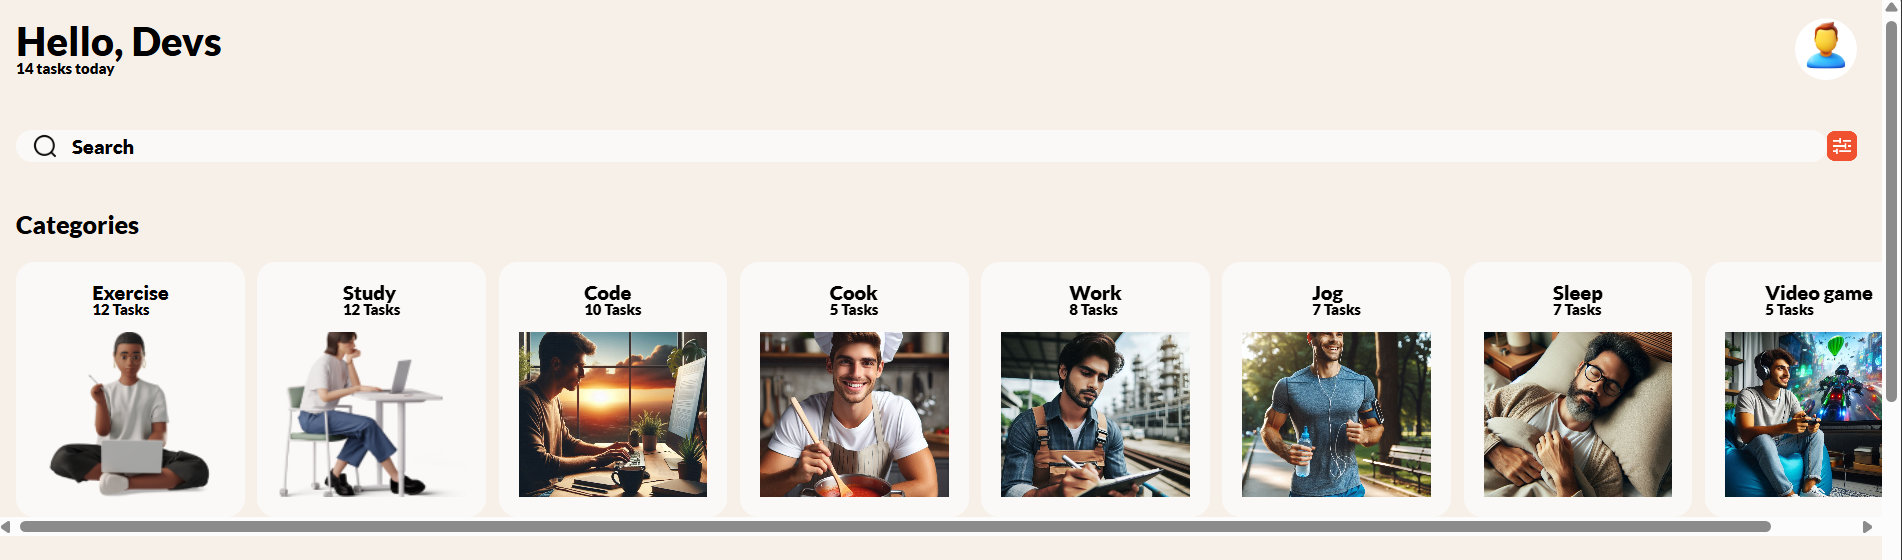 Hello, Devs
14 tasks today
Search
Categories
Exercise
12 Tasks
Study
12 Tasks
Code
10 Tasks
Cook
5 Tasks
Work
8 Tasks
Jog
7 Tasks
Sleep
7 Tasks
Video game
5 Tasks